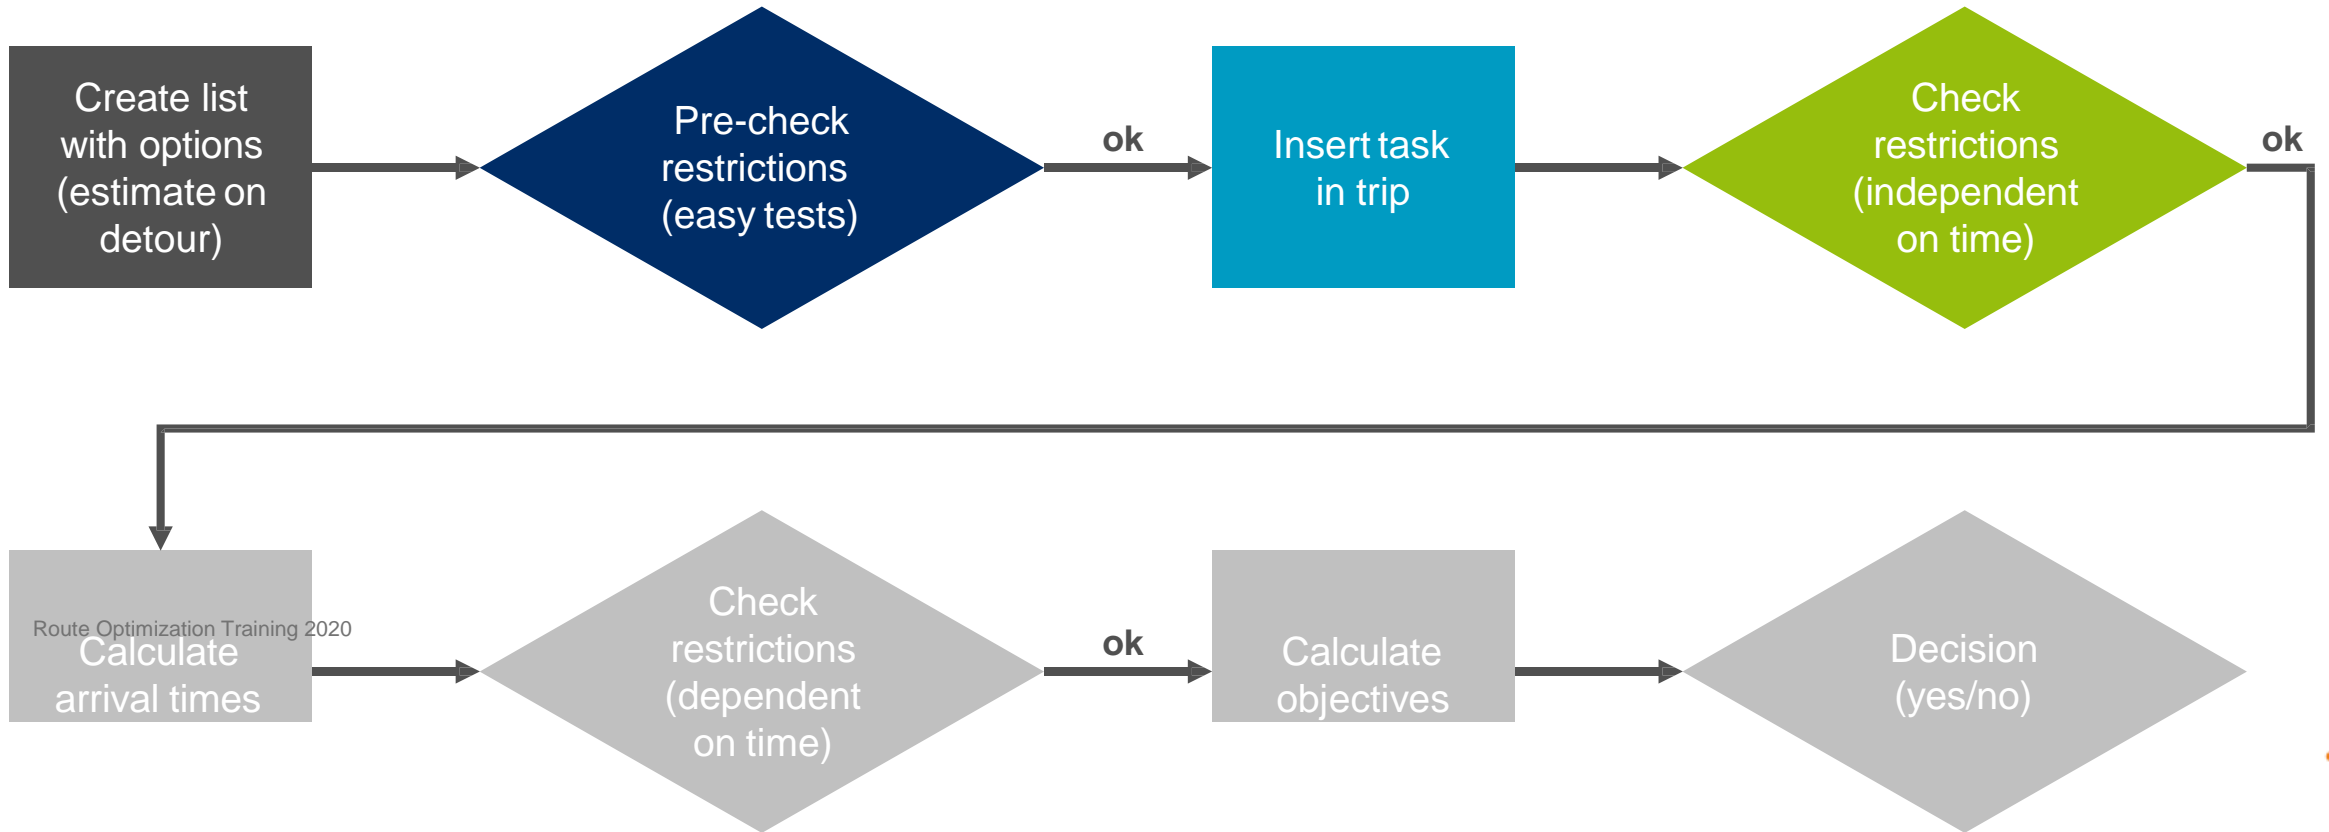 Create list
with options
(estimate on
detour)
Pre-check
restrictions
(easy tests)
ok
Insert task
in trip
Check
restrictions
(independent
on time)
ok
Route Optimization Training 2020
Calculate
arrival times
Check
restrictions
(dependent
on time)
ok
Calculate
objectives
Decision
(yes/no)